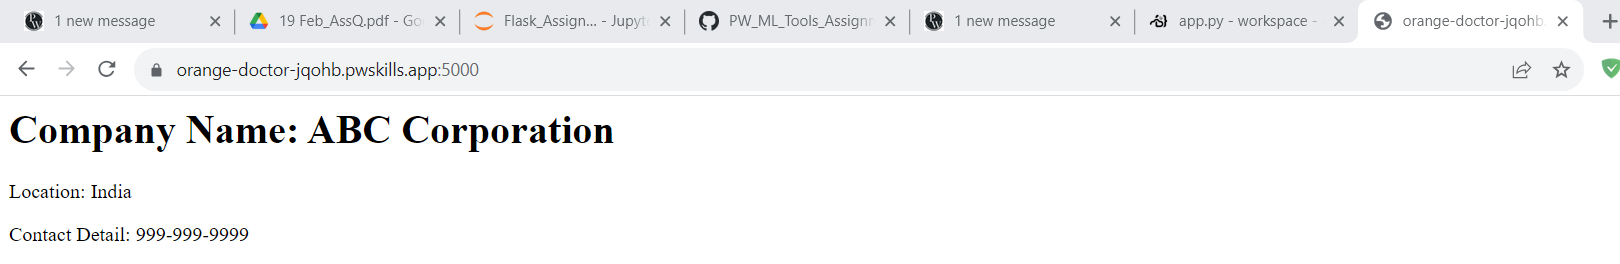 1 new message
19 Feb_AssQ.pdf - Go
Flask_Assign... - Jupyt
PW_ML_Tools_Assignm
1 new message
app.py - workspace -
orange-doctor-jqohb.
orange-doctor-jqohb.pwskills.app:5000
Company Name: ABC Corporation
Location: India
Contact Detail: 999-999-9999